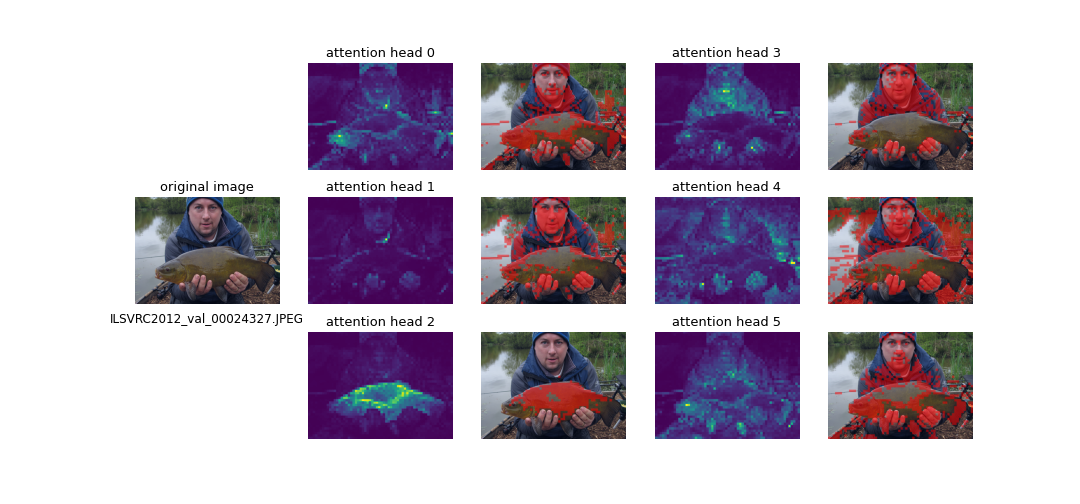 attention head 0
attention head 3
original image
attention head 1
attention head 4
ILSVRC2012_val_00024327.JPEG
attention head 2
attention head 5